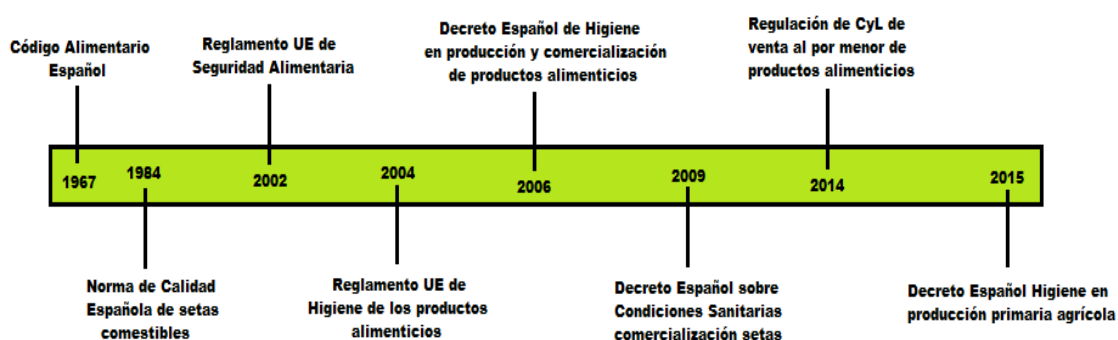 Código Alimentario
Español
Reglamento UE de
Seguridad Alimentaria
Decreto Español de Higiene
en producción y comercialización
de productos alimenticios
Regulación de CyL de
venta al por menor de
productos alimenticios
1967
1984
2002
2004
2006
2009
2014
2015
Norma de Calidad
Española de setas
comestibles
Reglamento UE de
Higiene de los productos
alimenticios
Decreto Español sobre
Condiciones Sanitarias
comercialización setas
Decreto Español Higiene en
producción primaria agrícola